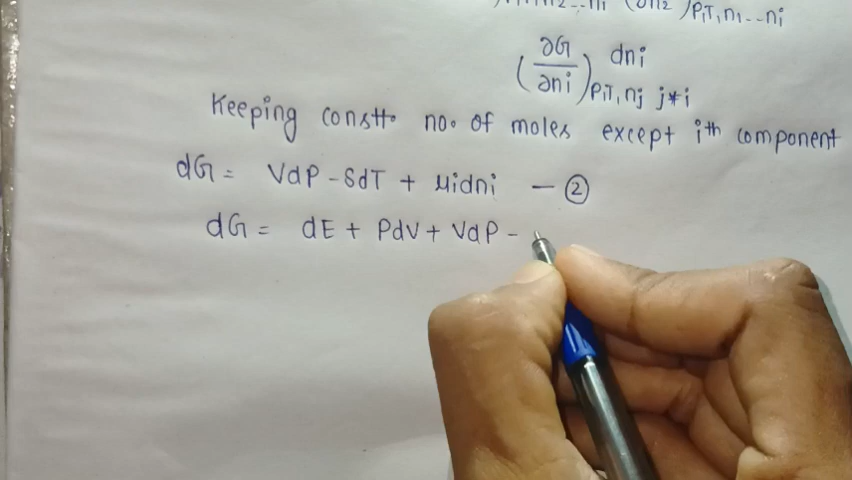 (∂G/∂ni)P,T,nj j≠i dni
Keeping constt. no. of moles except ith component
dG = VdP - SdT + μidni — ②
dG = dE + PdV + VdP -